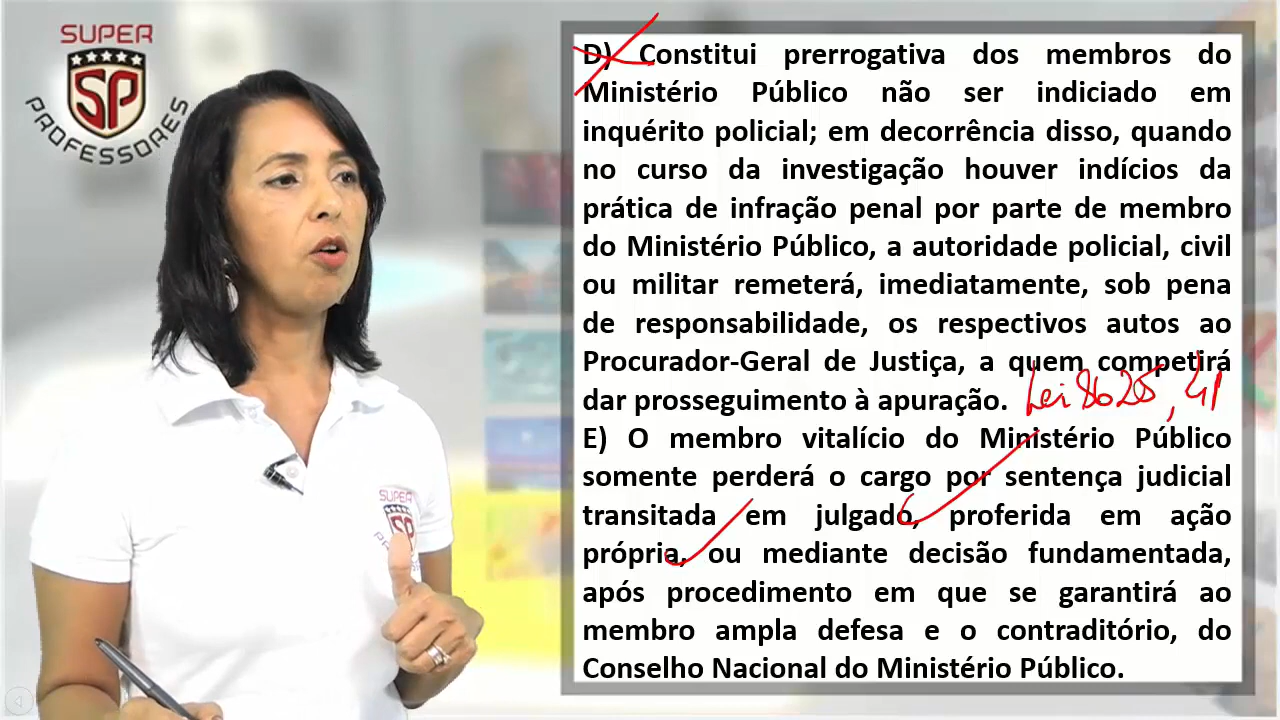 SUPER
SP
PROFESSORES
D) Constitui prerrogativa dos membros do
Ministério Público não ser indiciado em
inquérito policial; em decorrência disso, quando
no curso da investigação houver indícios da
prática de infração penal por parte de membro
do Ministério Público, a autoridade policial, civil
ou militar remeterá, imediatamente, sob pena
de responsabilidade, os respectivos autos ao
Procurador-Geral de Justiça, a quem competirá
dar prosseguimento à apuração. Lei 8625, 41
E) O membro vitalício do Ministério Público
somente perderá o cargo por sentença judicial
transitada em julgado, proferida em ação
própria, ou mediante decisão fundamentada,
após procedimento em que se garantirá ao
membro ampla defesa e o contraditório, do
Conselho Nacional do Ministério Público.
SUPER
SP